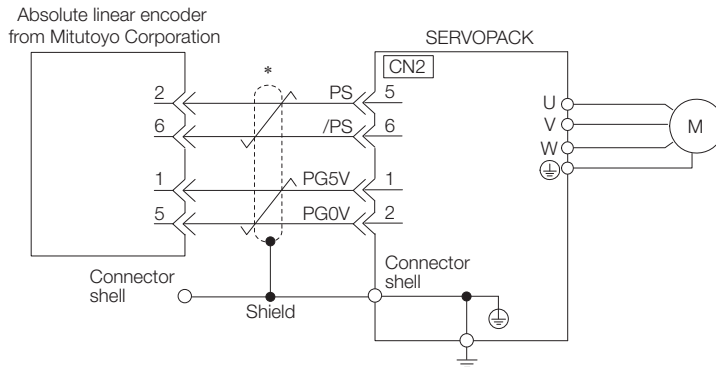 Absolute linear encoder
from Mitutoyo Corporation
SERVOPACK
CN2
*
2 PS 5
6 /PS 6
1 PG5V 1
5 PG0V 2
U
V
W
M
Connector
shell
Shield
Connector
shell